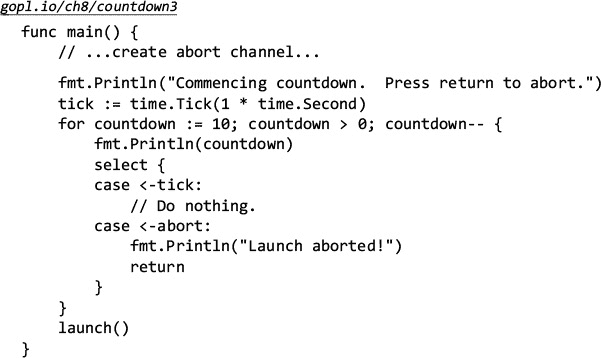 gopl.io/ch8/countdown3
func main() {
    // ...create abort channel...
    fmt.Println("Commencing countdown.  Press return to abort.")
    tick := time.Tick(1 * time.Second)
    for countdown := 10; countdown > 0; countdown-- {
        fmt.Println(countdown)
        select {
        case <-tick:
            // Do nothing.
        case <-abort:
            fmt.Println("Launch aborted!")
            return
        }
    }
    launch()
}